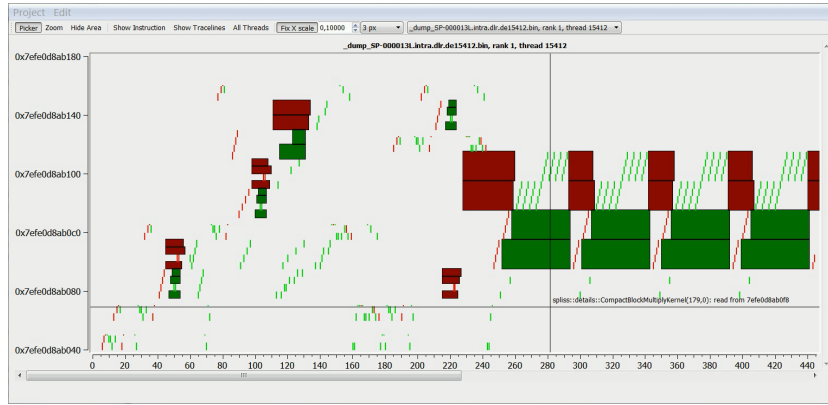 Project Edit
Picker Zoom Hide Area Show Instruction Show Tracelines All Threads Fix X scale 0,10000 3 px _dump_SP-000013L.intra.dlr.de15412.bin, rank 1, thread 15412
_dump_SP-000013L.intra.dlr.de15412.bin, rank 1, thread 15412
0x7efe0d8ab180
0x7efe0d8ab140
0x7efe0d8ab100
0x7efe0d8ab0c0
0x7efe0d8ab080
spliss::details::CompactBlockMultiplyKernel(179,0): read from 7efe0d8ab0f8
0x7efe0d8ab040
0 20 40 60 80 100 120 140 160 180 200 220 240 260 280 300 320 340 360 380 400 420 440